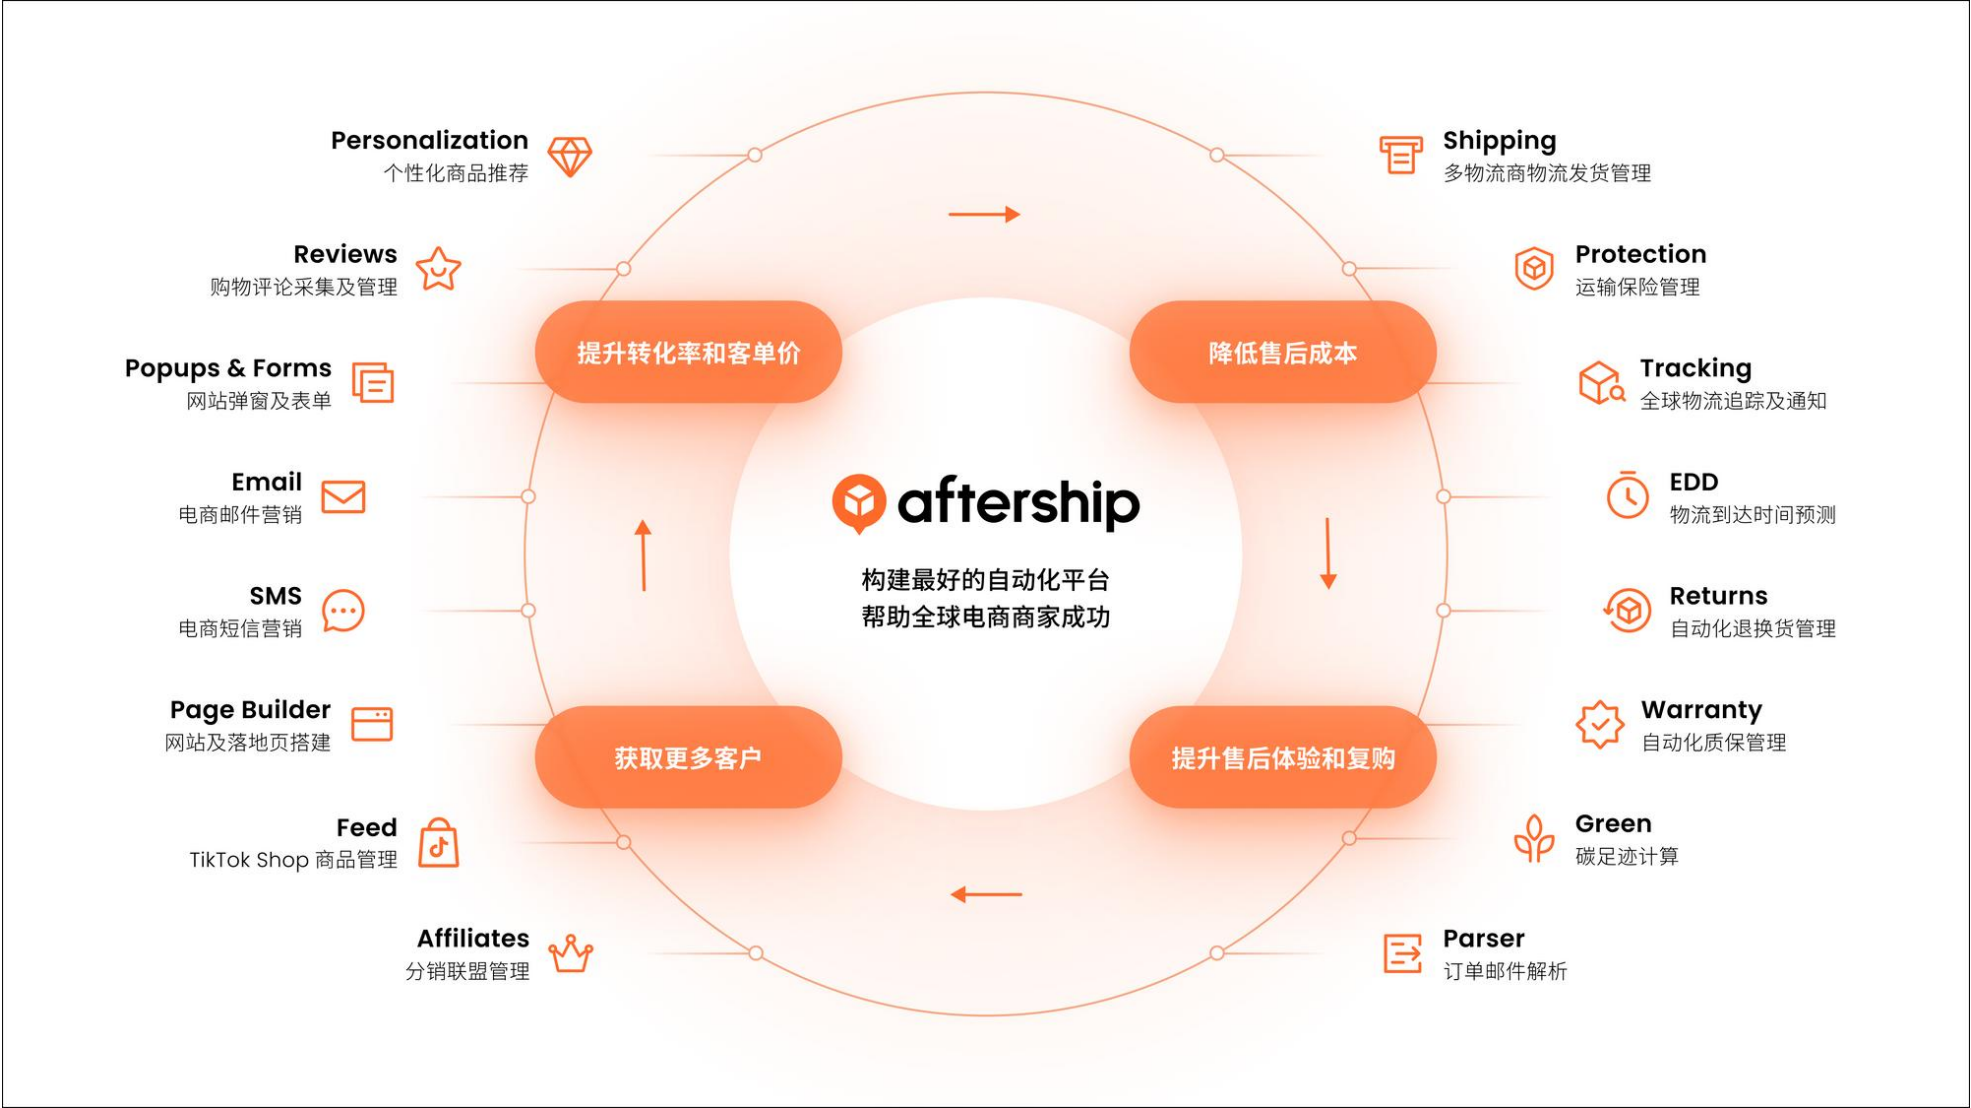 Personalization
个性化商品推荐
Reviews
购物评论采集及管理
Popups & Forms
网站弹窗及表单
Email
电商邮件营销
SMS
电商短信营销
Page Builder
网站及落地页搭建
Feed
TikTok Shop 商品管理
Affiliates
分销联盟管理
提升转化率和客单价
降低售后成本
aftership
构建最好的自动化平台
帮助全球电商商家成功
获取更多客户
提升售后体验和复购
Shipping
多物流商物流发货管理
Protection
运输保险管理
Tracking
全球物流追踪及通知
EDD
物流到达时间预测
Returns
自动化退换货管理
Warranty
自动化质保管理
Green
碳足迹计算
Parser
订单邮件解析